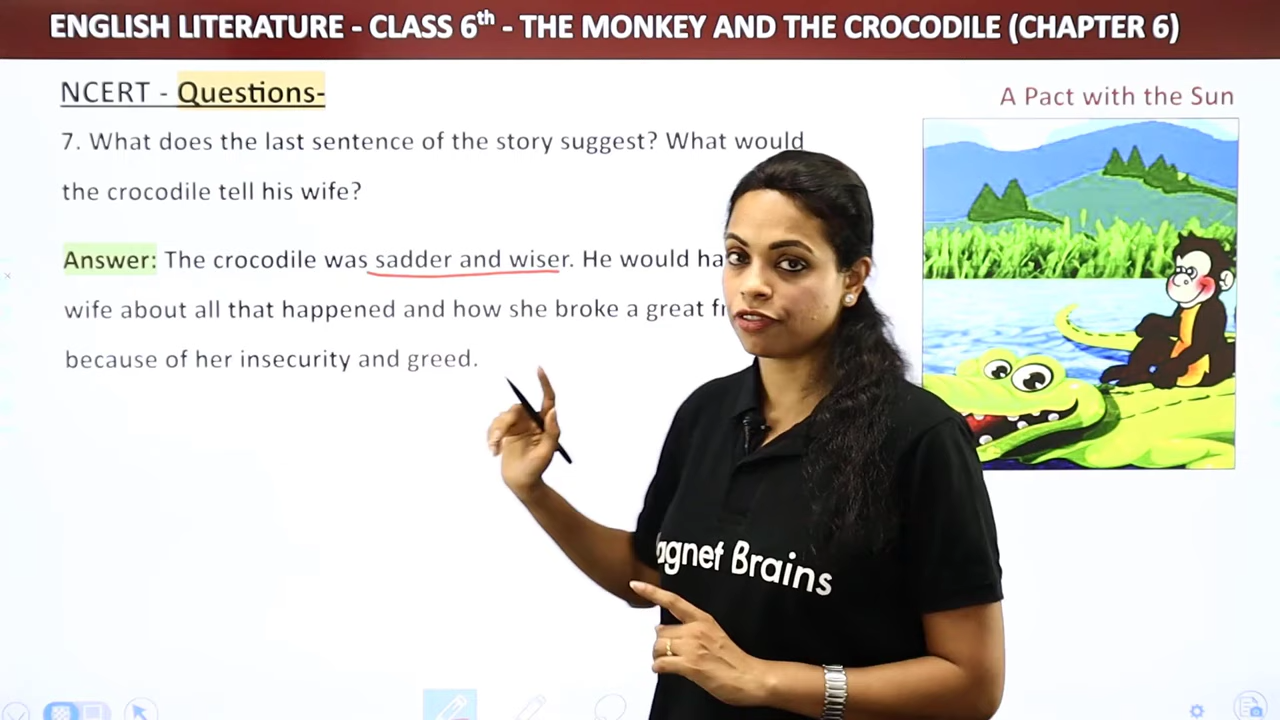 ENGLISH LITERATURE - CLASS 6th - THE MONKEY AND THE CROCODILE (CHAPTER 6)
NCERT - Questions-
A Pact with the Sun
7. What does the last sentence of the story suggest? What would
the crocodile tell his wife?
Answer: The crocodile was sadder and wiser. He would
wife about all that happened and how she broke a great
because of her insecurity and greed.
Brains